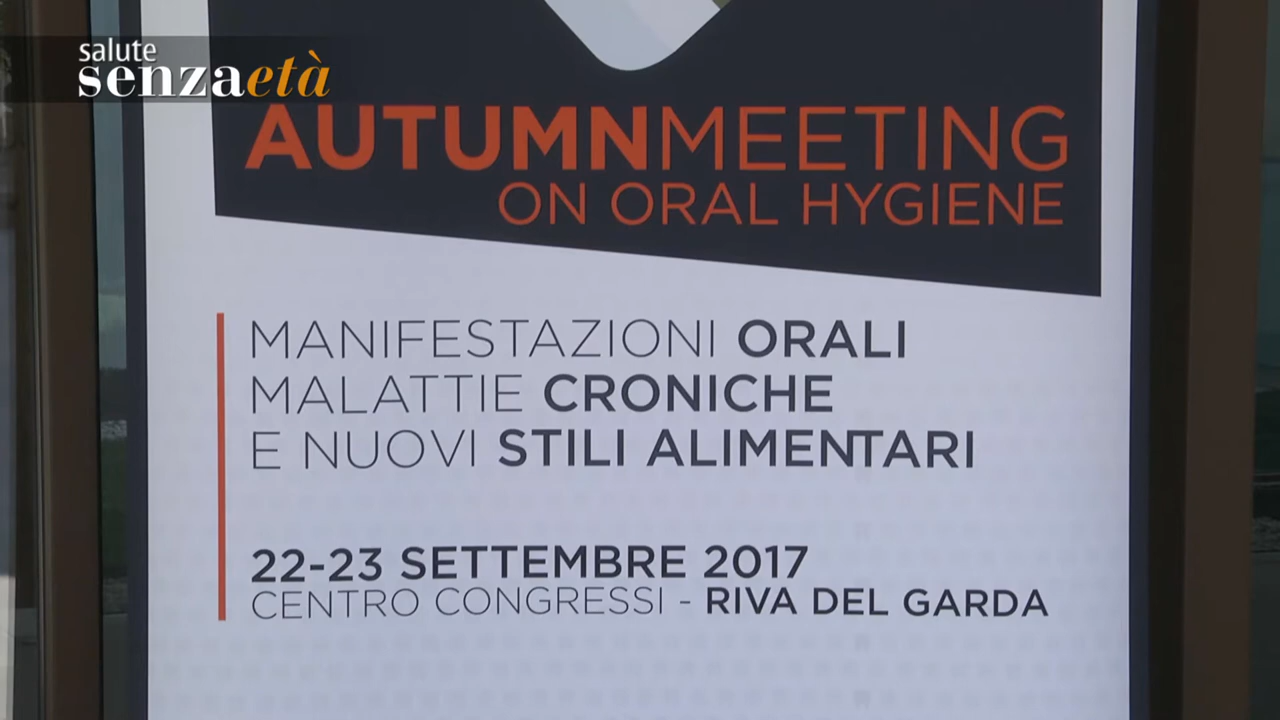 salute
senzaetà
AUTUMNMEETING
ON ORAL HYGIENE
MANIFESTAZIONI ORALI
MALATTIE CRONICHE
E NUOVI STILI ALIMENTARI
22-23 SETTEMBRE 2017
CENTRO CONGRESSI - RIVA DEL GARDA